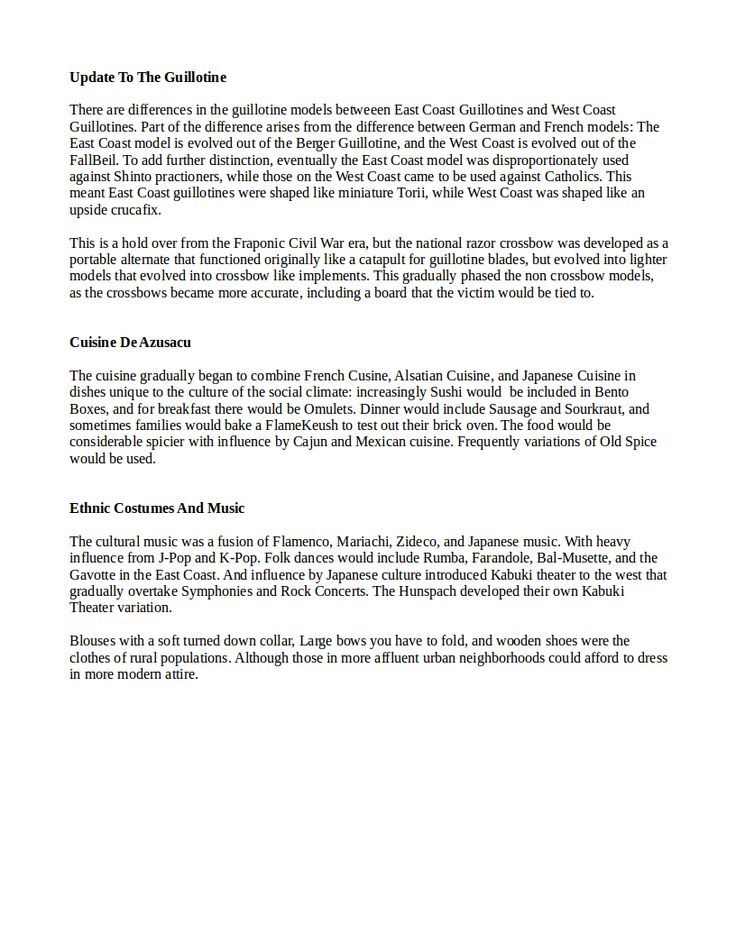 Update To The Guillotine
There are differences in the guillotine models betweeen East Coast Guillotines and West Coast
Guillotines. Part of the difference arises from the difference between German and French models: The
East Coast model is evolved out of the Berger Guillotine, and the West Coast is evolved out of the
FallBeil. To add further distinction, eventually the East Coast model was disproportionately used
against Shinto practioners, while those on the West Coast came to be used against Catholics. This
meant East Coast guillotines were shaped like miniature Torii, while West Coast was shaped like an
upside crucafix.
This is a hold over from the Fraponic Civil War era, but the national razor crossbow was developed as a
portable alternate that functioned originally like a catapult for guillotine blades, but evolved into lighter
models that evolved into crossbow like implements. This gradually phased the non crossbow models,
as the crossbows became more accurate, including a board that the victim would be tied to.
Cuisine De Azusacu
The cuisine gradually began to combine French Cusine, Alsatian Cuisine, and Japanese Cuisine in
dishes unique to the culture of the social climate: increasingly Sushi would  be included in Bento
Boxes, and for breakfast there would be Omulets. Dinner would include Sausage and Sourkraut, and
sometimes families would bake a FlameKeush to test out their brick oven. The food would be
considerable spicier with influence by Cajun and Mexican cuisine. Frequently variations of Old Spice
would be used.
Ethnic Costumes And Music
The cultural music was a fusion of Flamenco, Mariachi, Zideco, and Japanese music. With heavy
influence from J-Pop and K-Pop. Folk dances would include Rumba, Farandole, Bal-Musette, and the
Gavotte in the East Coast. And influence by Japanese culture introduced Kabuki theater to the west that
gradually overtake Symphonies and Rock Concerts. The Hunspach developed their own Kabuki
Theater variation.
Blouses with a soft turned down collar, Large bows you have to fold, and wooden shoes were the
clothes of rural populations. Although those in more affluent urban neighborhoods could afford to dress
in more modern attire.